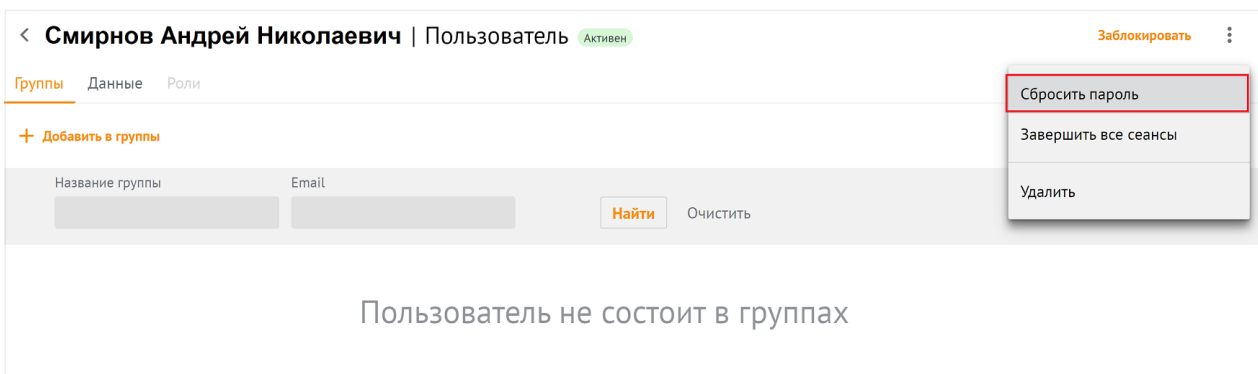 Смирнов Андрей Николаевич | Пользователь Активен Заблокировать
Группы Данные Роли
Сбросить пароль
Завершить все сеансы
Удалить
+ Добавить в группы
Название группы Email
Найти Очистить
Пользователь не состоит в группах